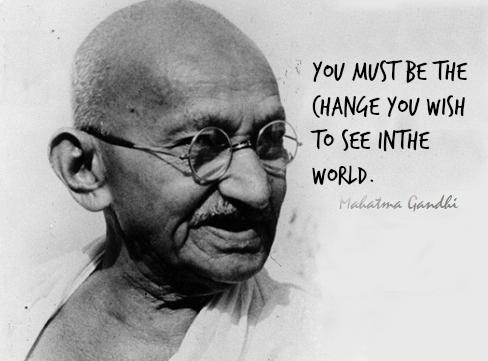 YOU MUST BE THE
CHANGE YOU WISH
TO SEE INTHE
WORLD.
Mahatma Gandhi